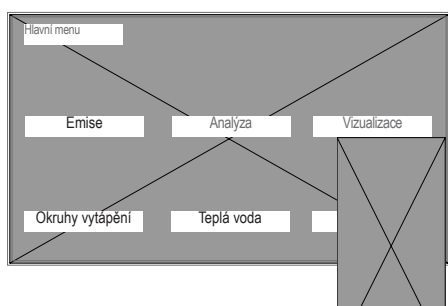 Hlavní menu
Emise
Analýza
Vizualizace
Okruhy vytápění
Teplá voda